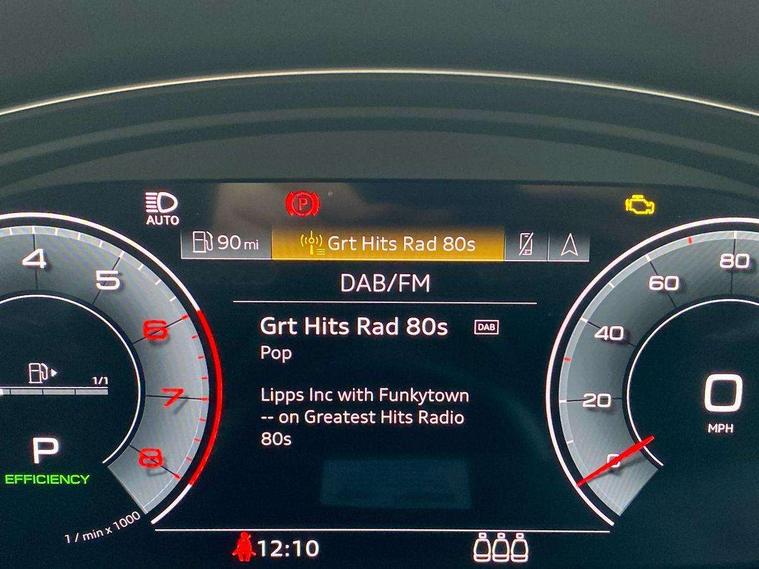 AUTO
P
90 mi
Grt Hits Rad 80s
DAB/FM
Grt Hits Rad 80s
DAB
Pop
Lipps Inc with Funkytown
-- on Greatest Hits Radio
80s
4
5
6
7
8
1/1
P
EFFICIENCY
1 / min x 1000
80
60
40
20
0
0
MPH
12:10